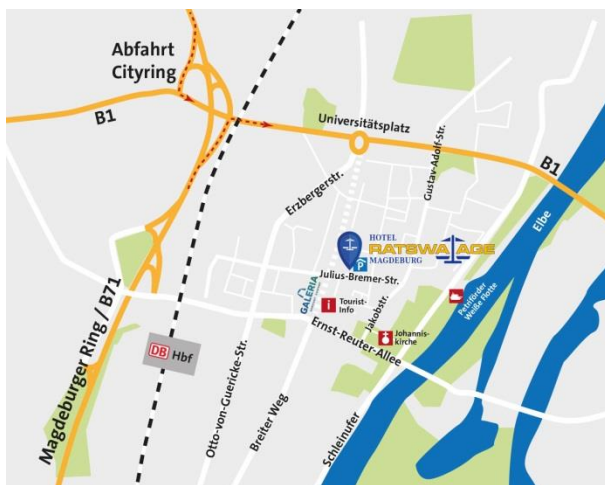 Abfahrt
Cityring
B1
Universitätsplatz
Gustav-Adolf-Str.
B1
Elbe
Erzbergerstr.
HOTEL
RATSWAAGE
MAGDEBURG
P
Julius-Bremer-Str.
GALERIA
i
Tourist-
Info
Jakobstr.
Petriförder
Weiße Flotte
Johannis-
kirche
Ernst-Reuter-Allee
Magdeburger Ring / B71
DB Hbf
Otto-von-Guericke-Str.
Breiter Weg
Schleinufer